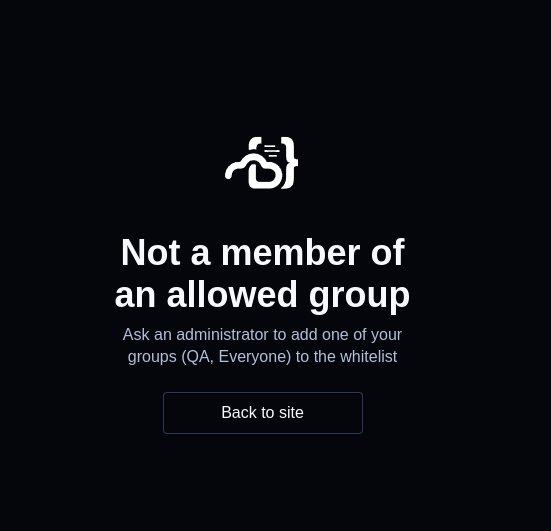 Not a member of
an allowed group
Ask an administrator to add one of your
groups (QA, Everyone) to the whitelist
Back to site